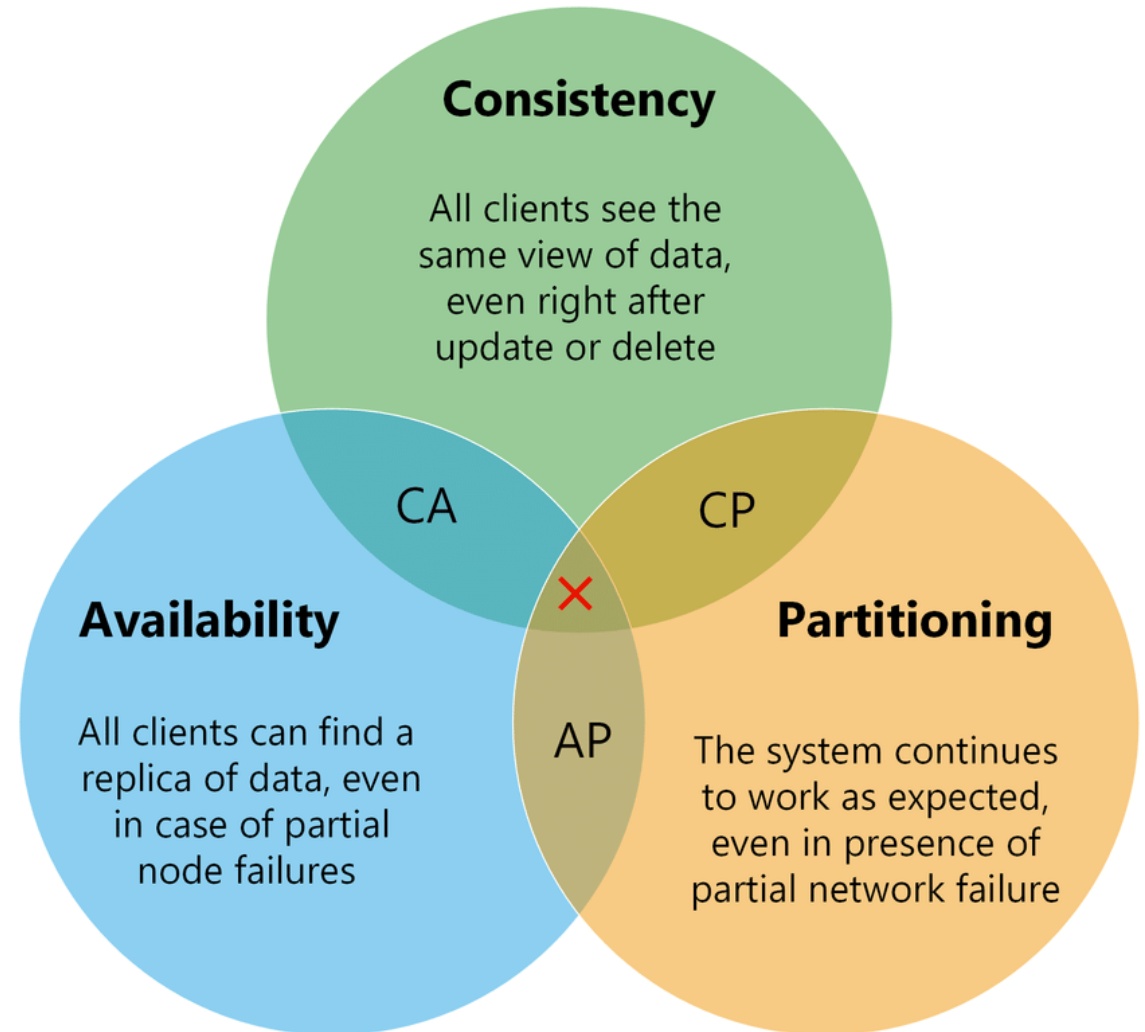 Consistency
All clients see the
same view of data,
even right after
update or delete
CA
CP
Availability
All clients can find a
replica of data, even
in case of partial
node failures
AP
Partitioning
The system continues
to work as expected,
even in presence of
partial network failure